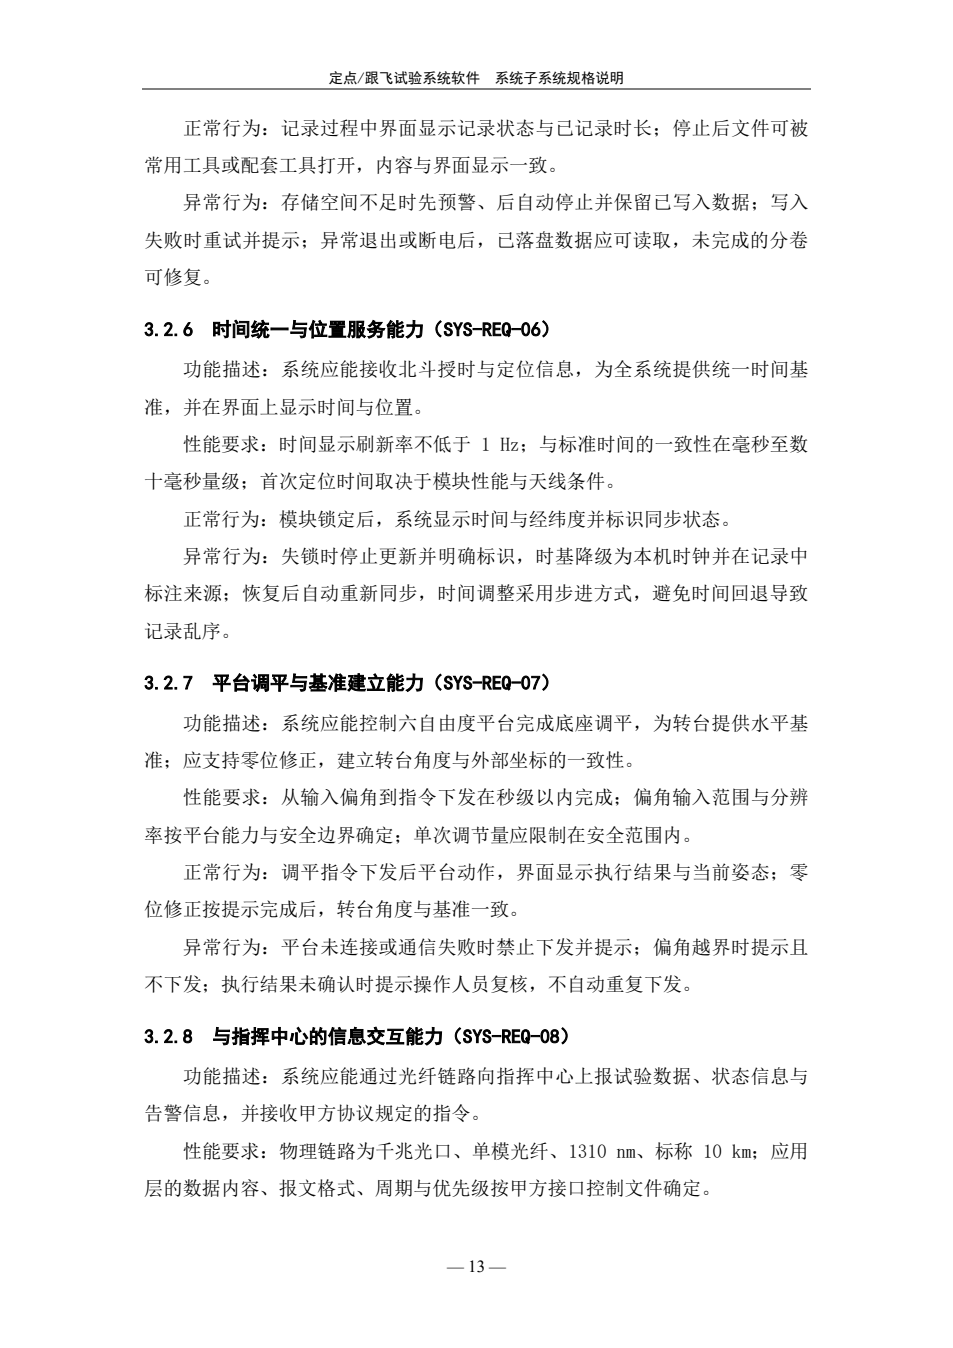 定点/跟飞试验系统软件　系统子系统规格说明
正常行为：记录过程中界面显示记录状态与已记录时长；停止后文件可被
常用工具或配套工具打开，内容与界面显示一致。
异常行为：存储空间不足时先预警、后自动停止并保留已写入数据；写入
失败时重试并提示；异常退出或断电后，已落盘数据应可读取，未完成的分卷
可修复。
3.2.6　时间统一与位置服务能力（SYS-REQ-06）
功能描述：系统应能接收北斗授时与定位信息，为全系统提供统一时间基
准，并在界面上显示时间与位置。
性能要求：时间显示刷新率不低于 1 Hz；与标准时间的一致性在毫秒至数
十毫秒量级；首次定位时间取决于模块性能与天线条件。
正常行为：模块锁定后，系统显示时间与经纬度并标识同步状态。
异常行为：失锁时停止更新并明确标识，时基降级为本机时钟并在记录中
标注来源；恢复后自动重新同步，时间调整采用步进方式，避免时间回退导致
记录乱序。
3.2.7　平台调平与基准建立能力（SYS-REQ-07）
功能描述：系统应能控制六自由度平台完成底座调平，为转台提供水平基
准；应支持零位修正，建立转台角度与外部坐标的一致性。
性能要求：从输入偏角到指令下发在秒级以内完成；偏角输入范围与分辨
率按平台能力与安全边界确定；单次调节量应限制在安全范围内。
正常行为：调平指令下发后平台动作，界面显示执行结果与当前姿态；零
位修正按提示完成后，转台角度与基准一致。
异常行为：平台未连接或通信失败时禁止下发并提示；偏角越界时提示且
不下发；执行结果未确认时提示操作人员复核，不自动重复下发。
3.2.8　与指挥中心的信息交互能力（SYS-REQ-08）
功能描述：系统应能通过光纤链路向指挥中心上报试验数据、状态信息与
告警信息，并接收甲方协议规定的指令。
性能要求：物理链路为千兆光口、单模光纤、1310 nm、标称 10 km；应用
层的数据内容、报文格式、周期与优先级按甲方接口控制文件确定。
— 13 —